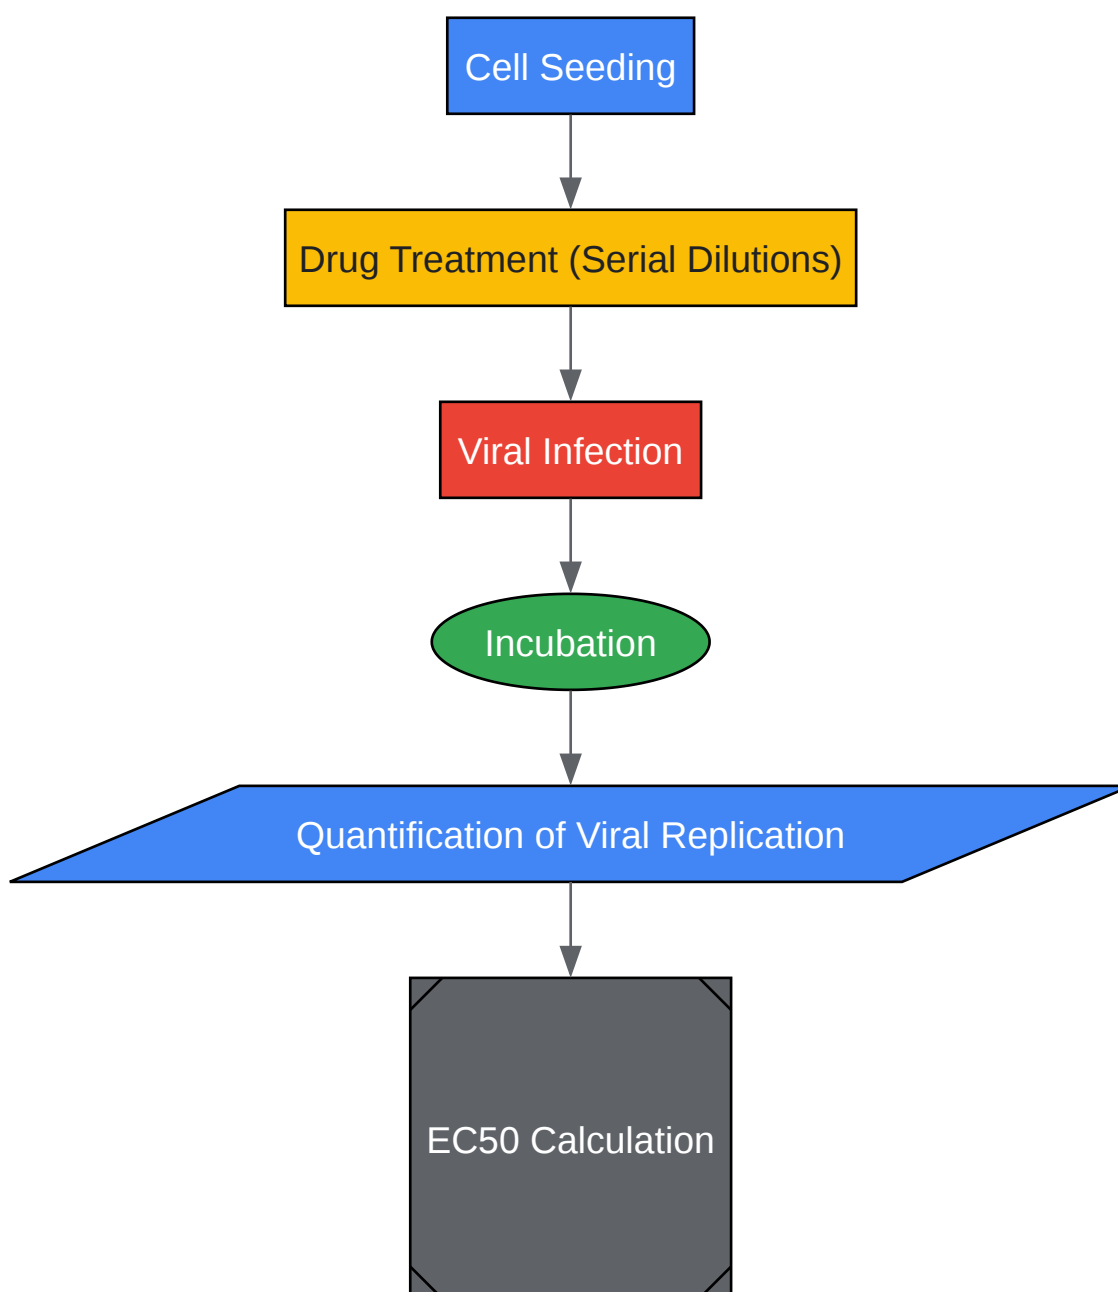 Cell Seeding
Drug Treatment (Serial Dilutions)
Viral Infection
Incubation
Quantification of Viral Replication
EC50 Calculation